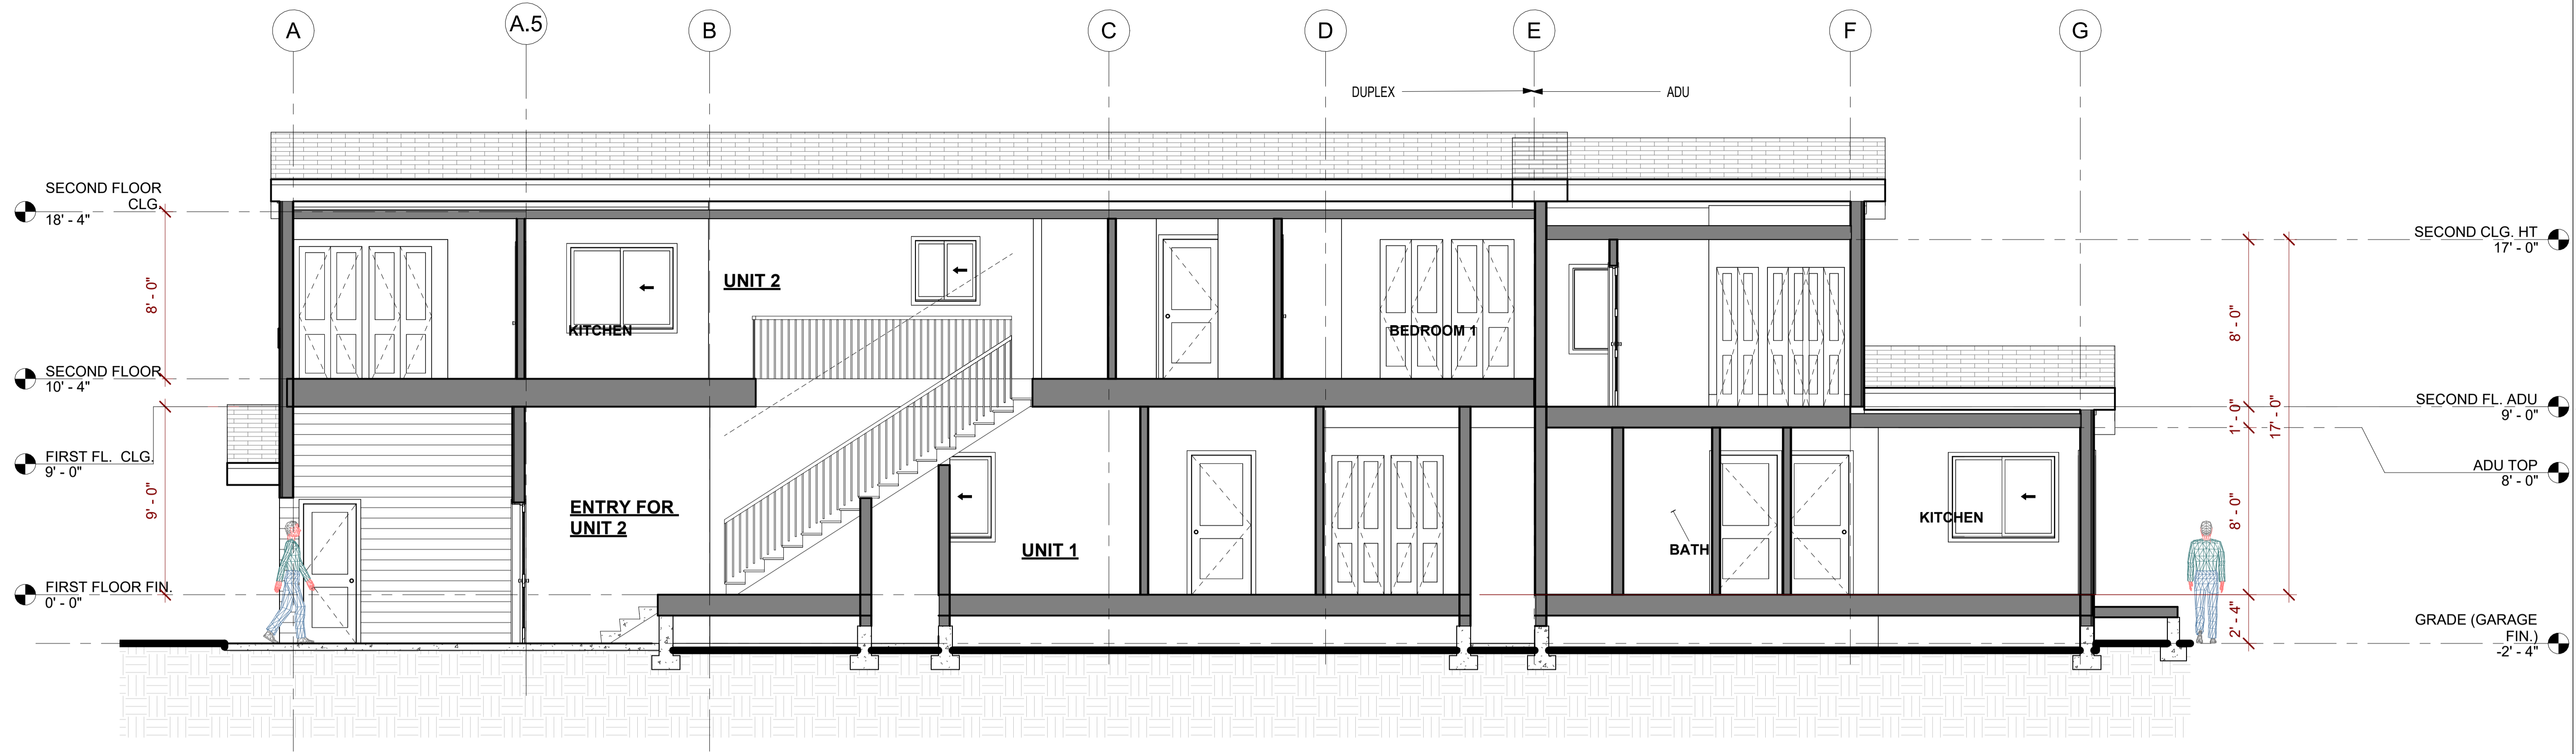 A
A.5
B
C
D
E
F
G
DUPLEX
ADU
SECOND FLOOR
CLG.
18' - 4"
SECOND CLG. HT
17' - 0"
8' - 0"
UNIT 2
KITCHEN
BEDROOM 1
8' - 0"
SECOND FLOOR
10' - 4"
SECOND FL. ADU
9' - 0"
1' - 0"
17' - 0"
FIRST FL.  CLG.
9' - 0"
ADU TOP
8' - 0"
9' - 0"
ENTRY FOR
UNIT 2
UNIT 1
BATH
KITCHEN
8' - 0"
FIRST FLOOR FIN.
0' - 0"
2' - 4"
GRADE (GARAGE
FIN.)
-2' - 4"